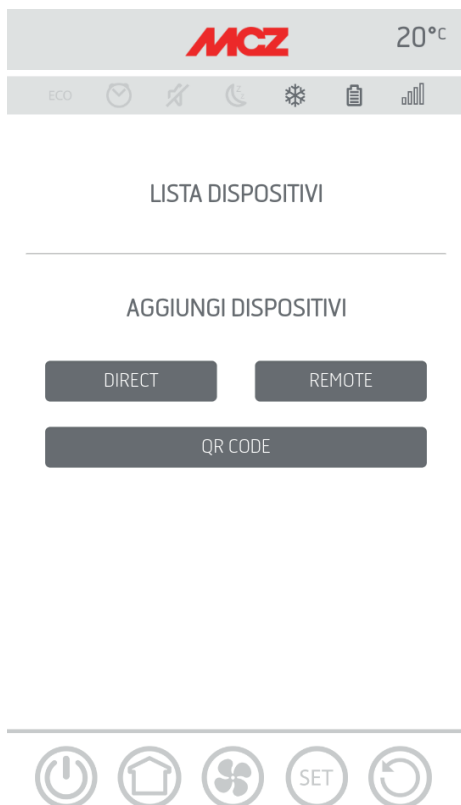 MCZ 20°C
ECO
LISTA DISPOSITIVI
AGGIUNGI DISPOSITIVI
DIRECT REMOTE
QR CODE
SET